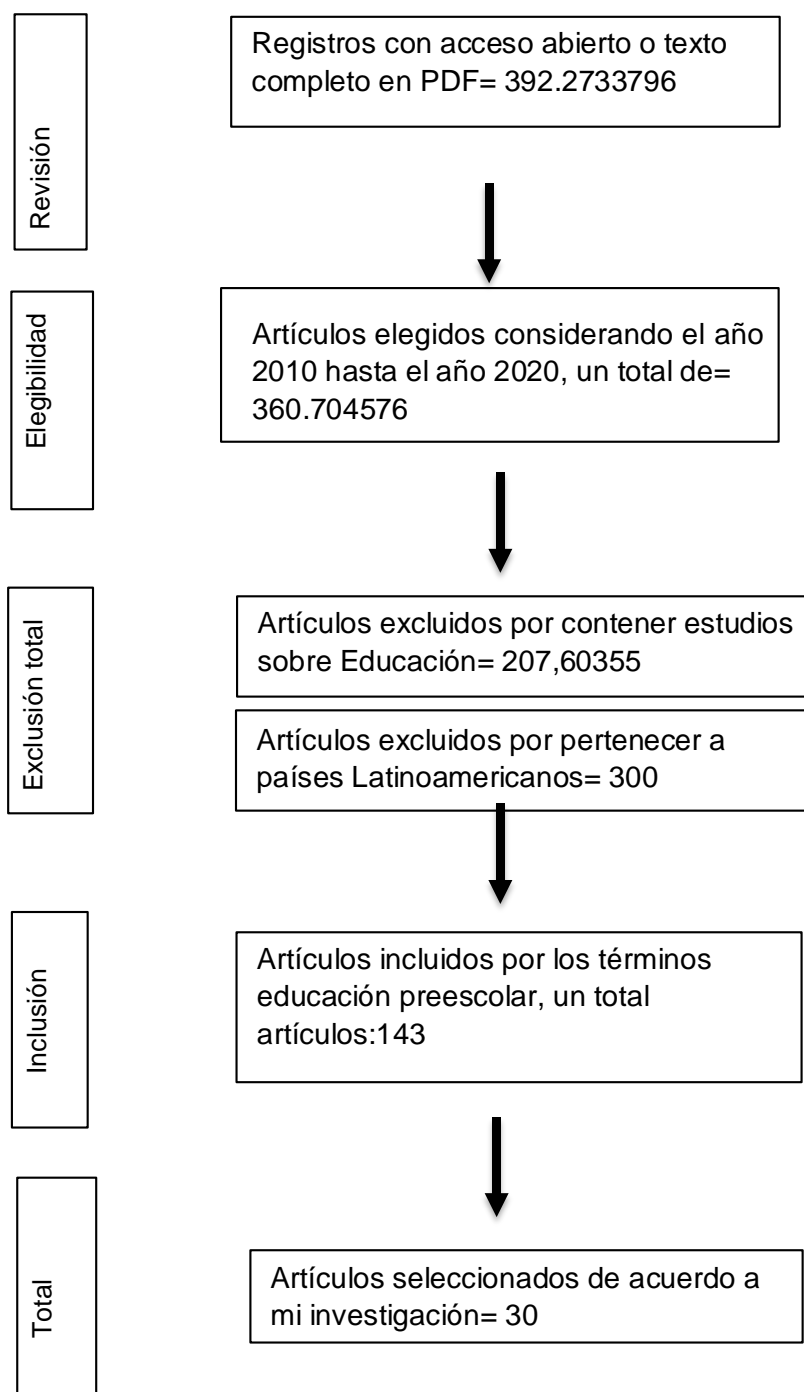 Revisión
Registros con acceso abierto o texto
completo en PDF= 392.2733796
Elegibilidad
Artículos elegidos considerando el año
2010 hasta el año 2020, un total de=
360.704576
Exclusión total
Artículos excluidos por contener estudios
sobre Educación= 207,60355
Artículos excluidos por pertenecer a
países Latinoamericanos= 300
Inclusión
Artículos incluidos por los términos
educación preescolar, un total
artículos:143
Total
Artículos seleccionados de acuerdo a
mi investigación= 30